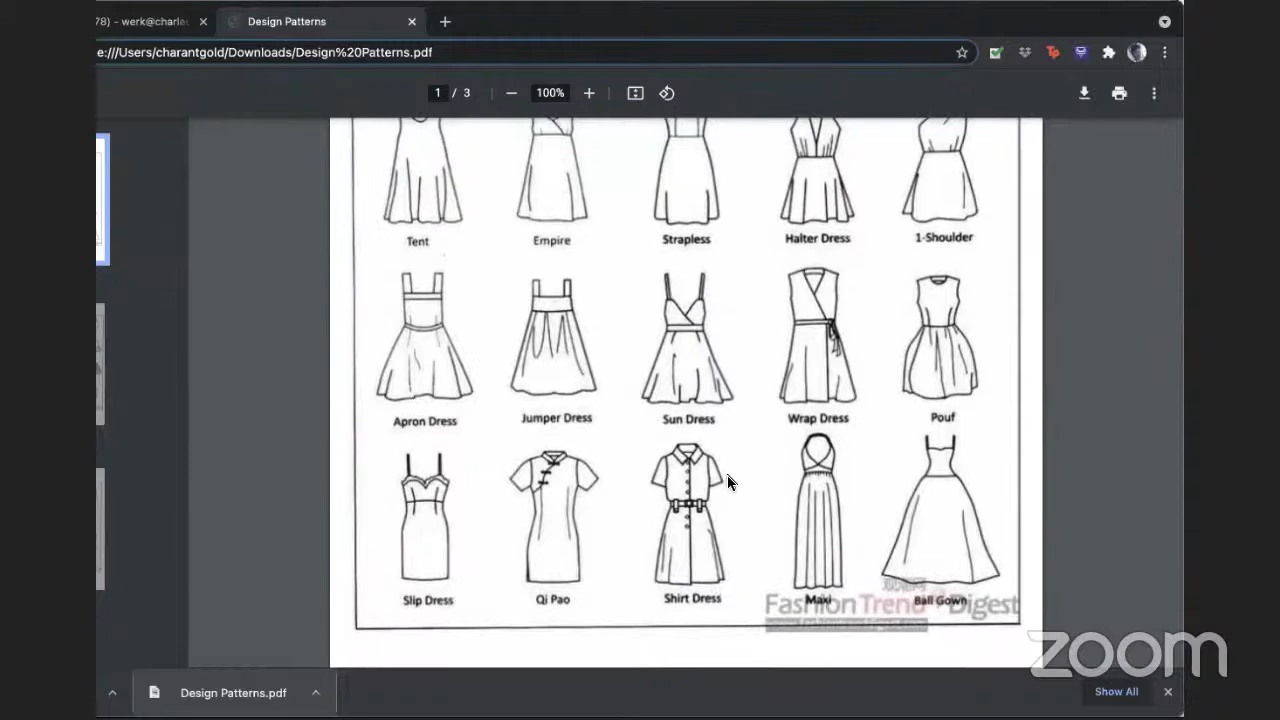 78) - werk@charle
Design Patterns
e:///Users/charantgold/Downloads/Design%20Patterns.pdf
1 / 3
100%
Tent
Empire
Strapless
Halter Dress
1-Shoulder
Apron Dress
Jumper Dress
Sun Dress
Wrap Dress
Pouf
Slip Dress
Qi Pao
Shirt Dress
Maxi
Ball Gown
Fashion Trend Digest
zoom
Design Patterns.pdf
Show All